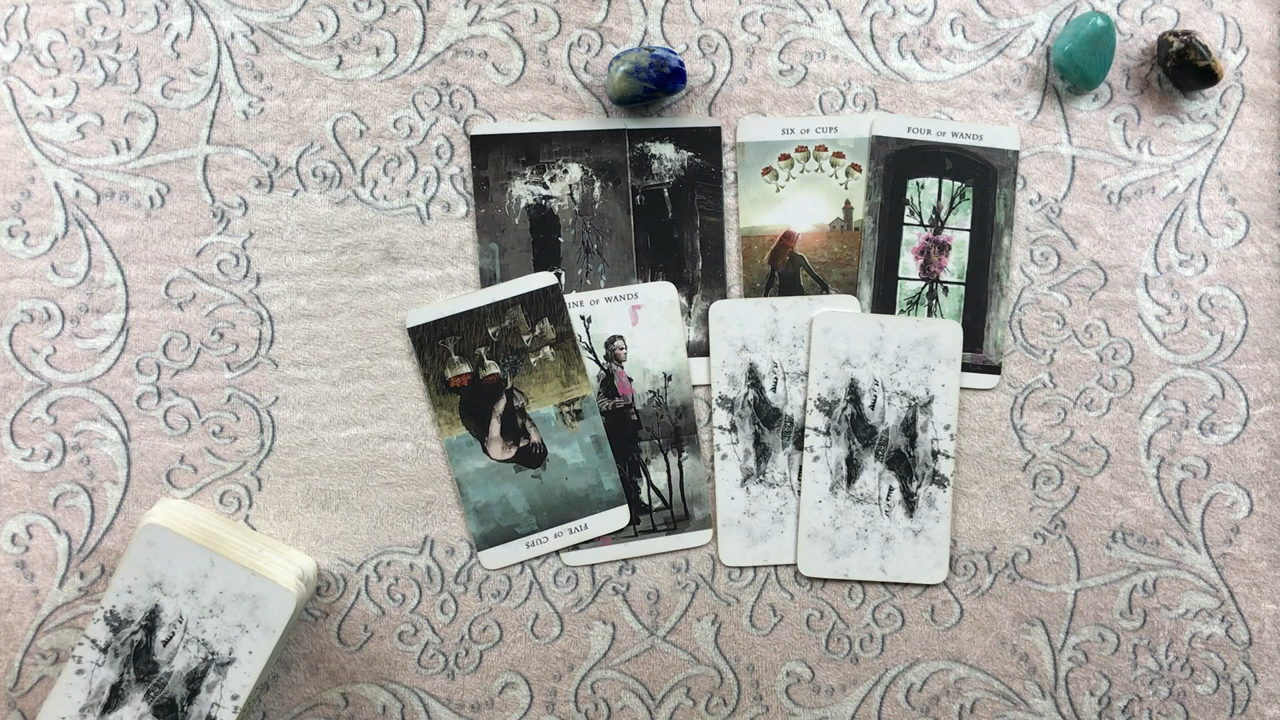 SIX OF CUPS
FOUR OF WANDS
INE OF WANDS
FIVE OF CUPS